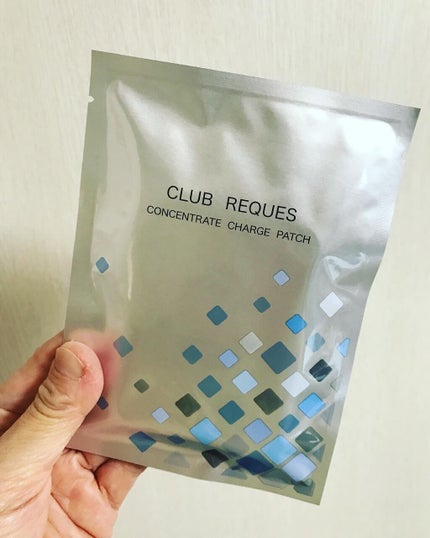 CLUB REQUES
CONCENTRATE CHARGE PATCH